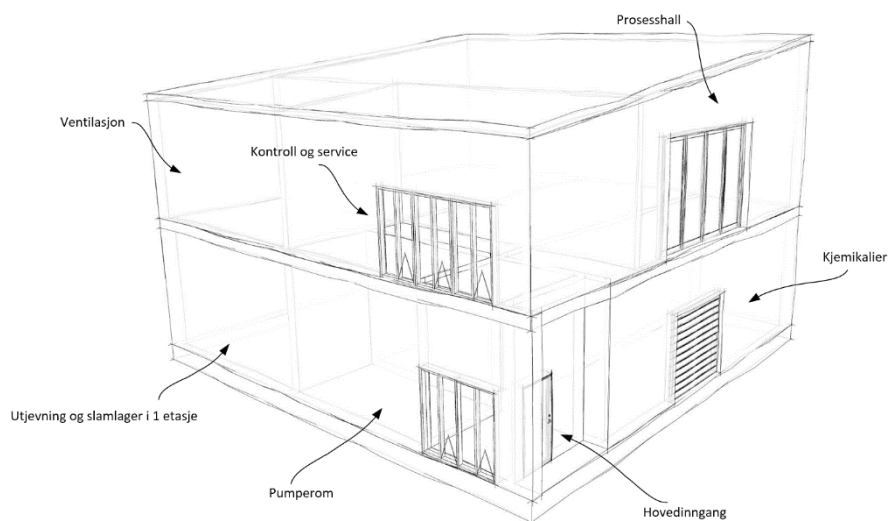 Prosesshall
Ventilasjon
Kontroll og service
Kjemikalier
Utjevning og slamlager i 1 etasje
Pumperom
Hovedinngang